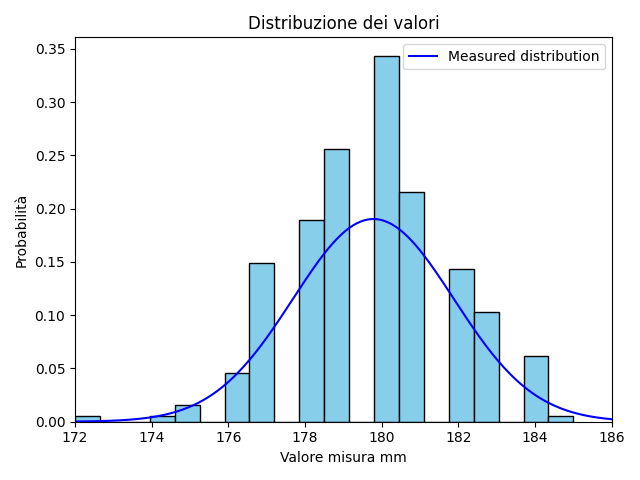 Distribuzione dei valori
Measured distribution
0.35
0.30
0.25
0.20
0.15
0.10
0.05
0.00
Probabilità
172 174 176 178 180 182 184 186
Valore misura mm